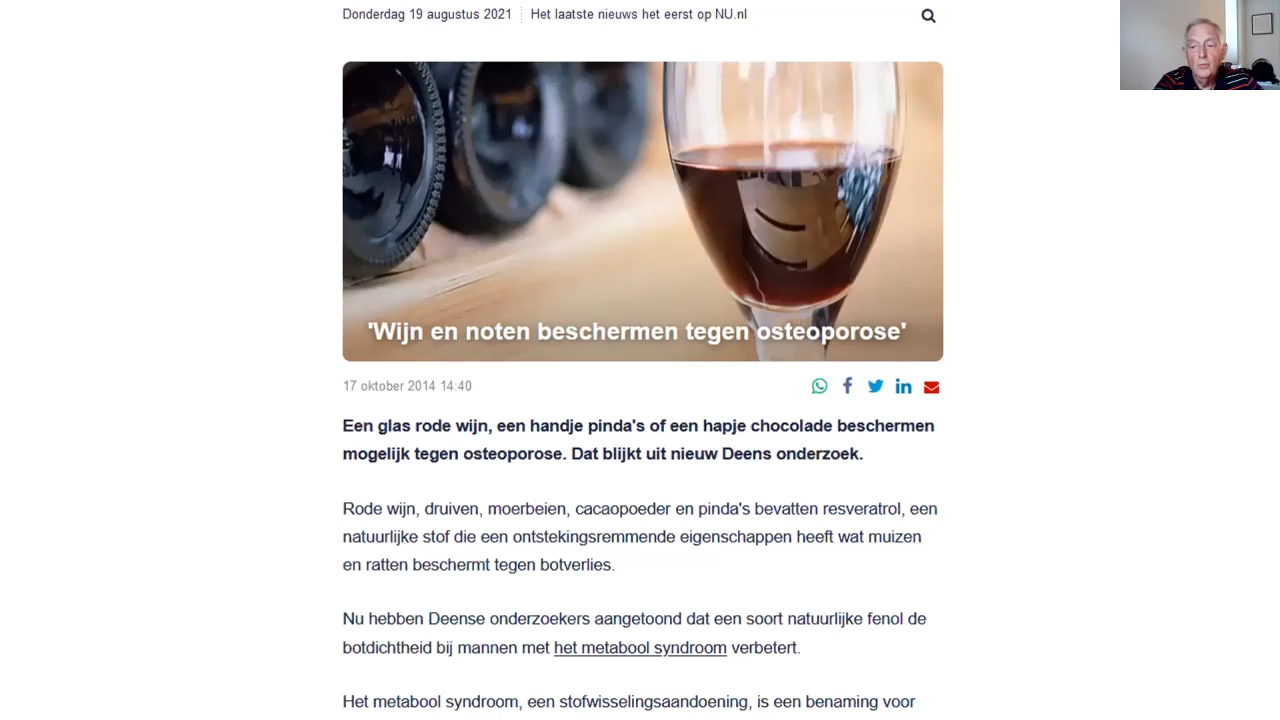 Donderdag 19 augustus 2021 Het laatste nieuws het eerst op NU.nl
'Wijn en noten beschermen tegen osteoporose'
17 oktober 2014 14:40
Een glas rode wijn, een handje pinda's of een hapje chocolade beschermen
mogelijk tegen osteoporose. Dat blijkt uit nieuw Deens onderzoek.
Rode wijn, druiven, moerbeien, cacaopoeder en pinda's bevatten resveratrol, een
natuurlijke stof die een ontstekingsremmende eigenschappen heeft wat muizen
en ratten beschermt tegen botverlies.
Nu hebben Deense onderzoekers aangetoond dat een soort natuurlijke fenol de
botdichtheid bij mannen met het metabool syndroom verbetert.
Het metabool syndroom, een stofwisselingsaandoening, is een benaming voor